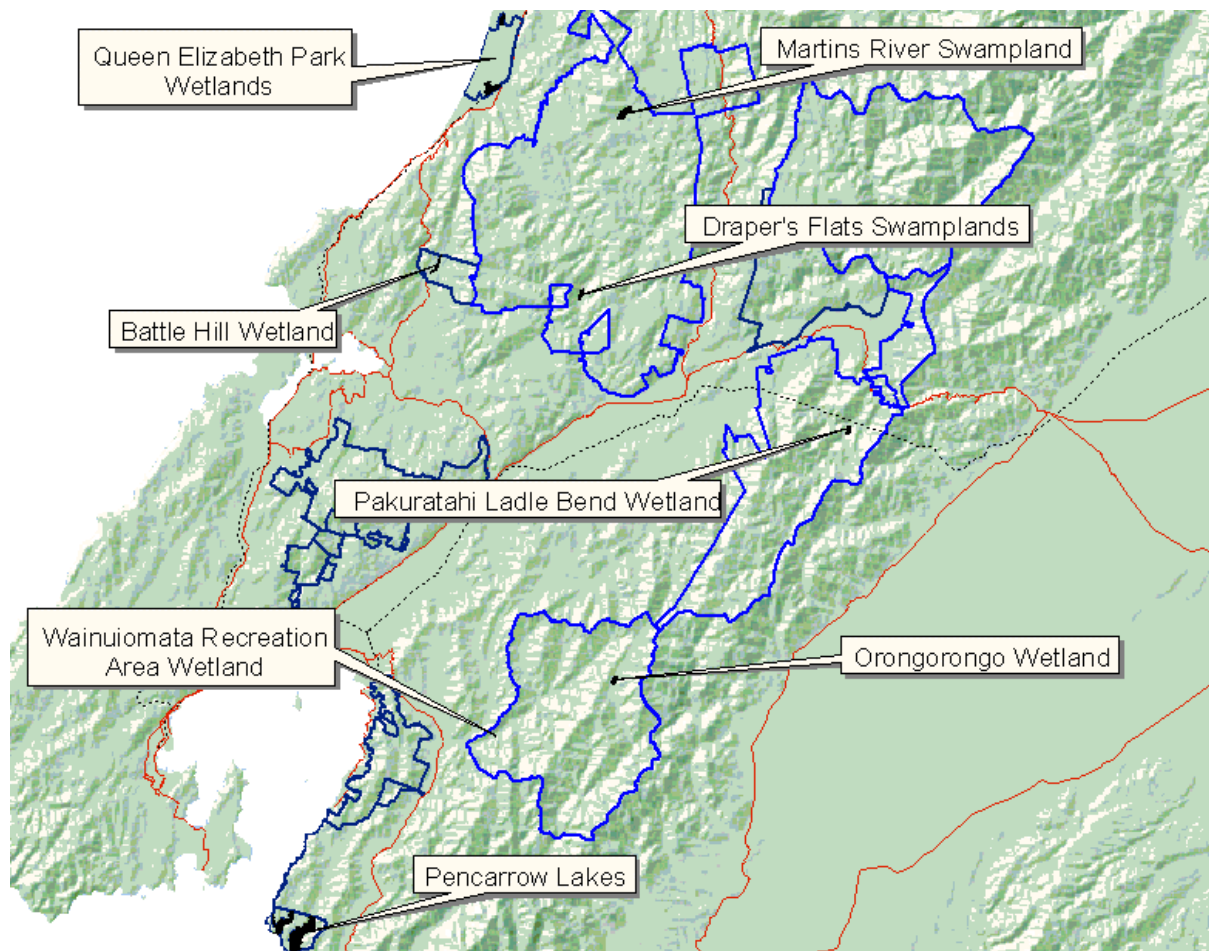 Queen Elizabeth Park
Wetlands
Martins River Swampland
Draper's Flats Swamplands
Battle Hill Wetland
Pakuratahi Ladle Bend Wetland
Wainuiomata Recreation
Area Wetland
Orongorongo Wetland
Pencarrow Lakes